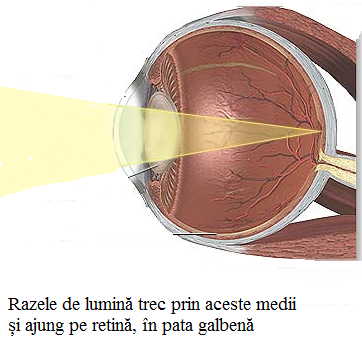 Razele de lumină trec prin aceste medii
și ajung pe retină, în pata galbenă